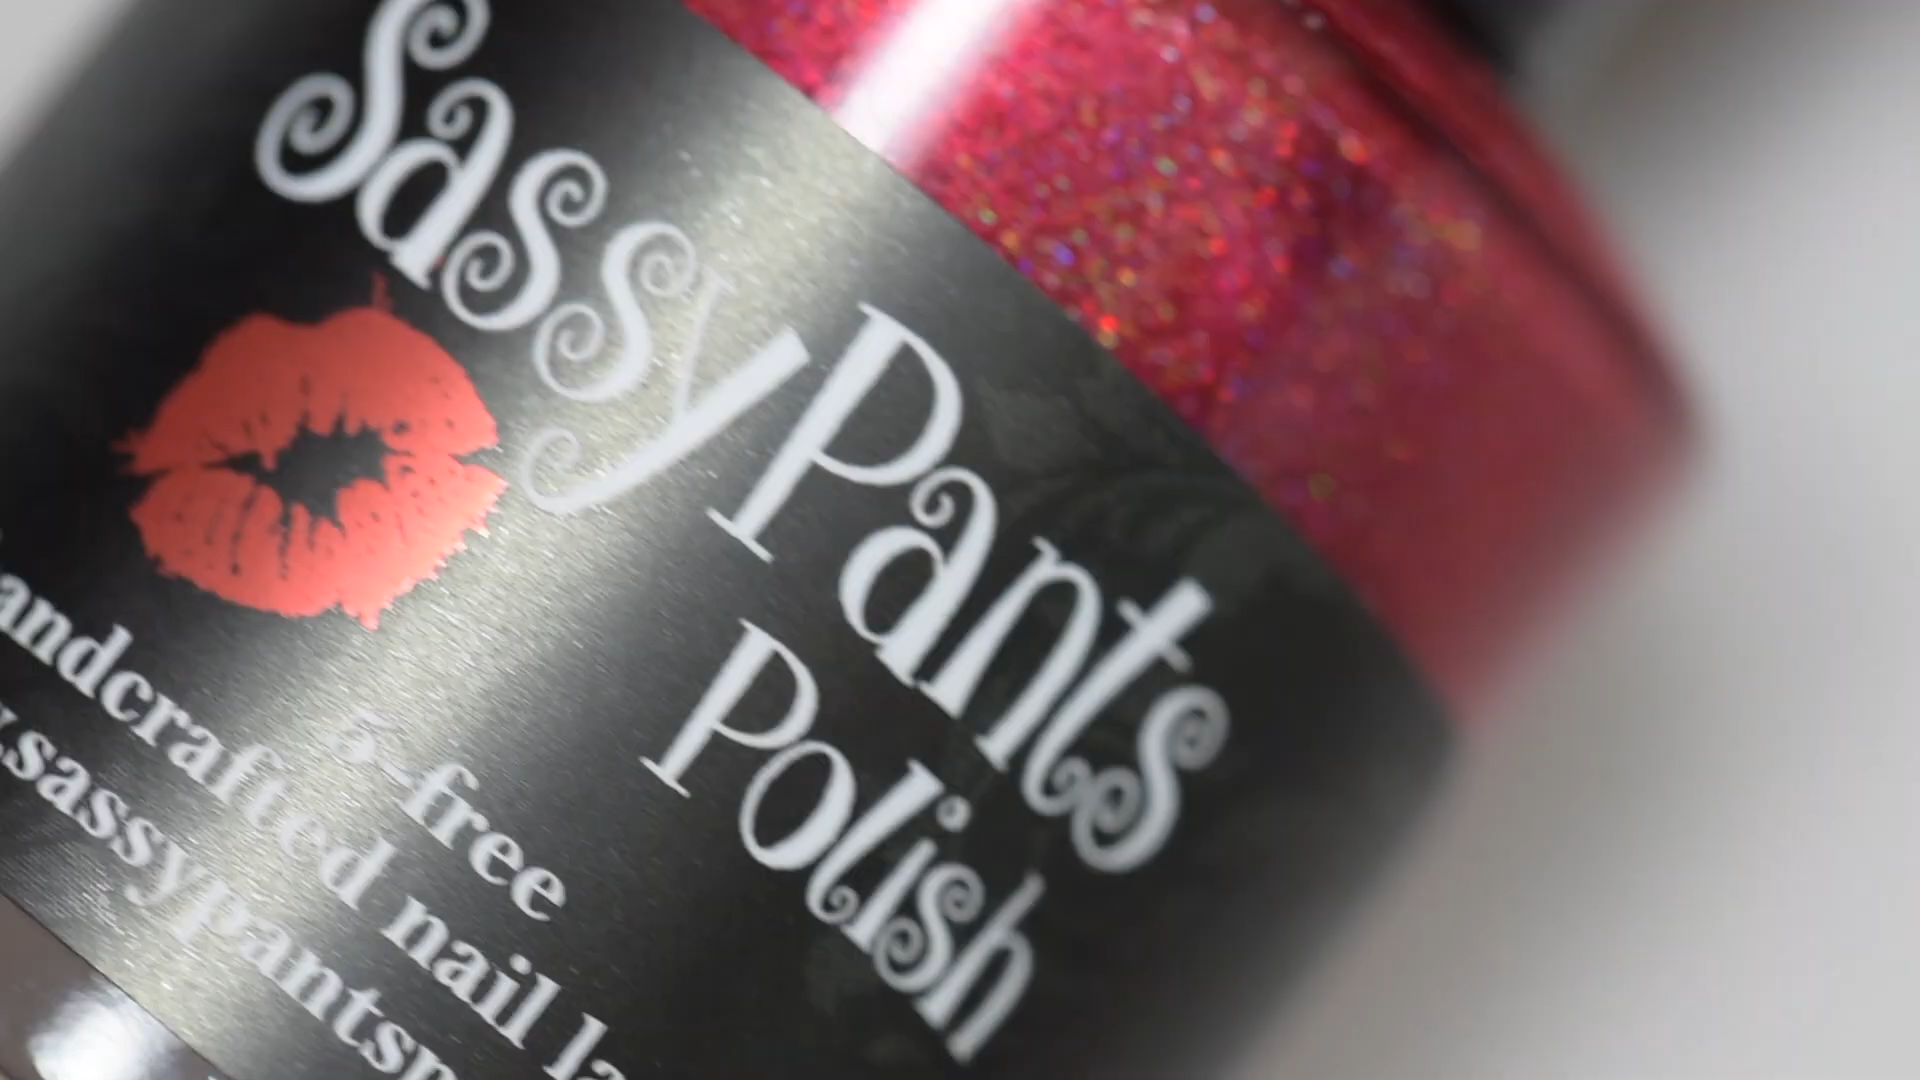 SassyPants
Polish
5-free
andcrafted nail la
.sassypantsp